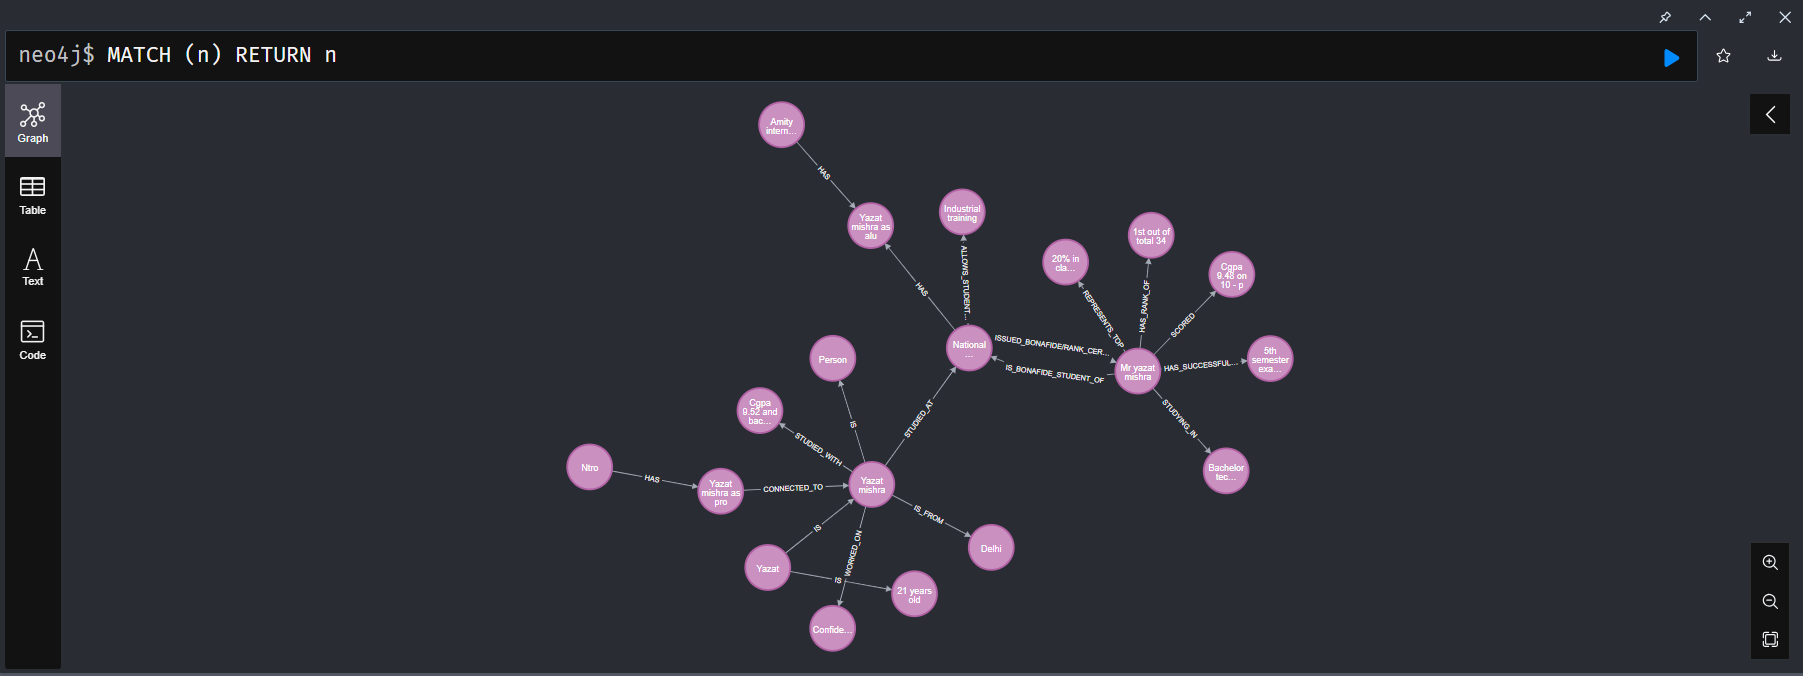 neo4j$ MATCH (n) RETURN n
Graph
Table
Text
Code
Amity
intern...
HAS
Yazat
mishra as
alu
HAS
Industrial
training
ALLOWS_STUDENT...
National
...
ISSUED_BONAFIDE/RANK_CER...
IS_BONAFIDE_STUDENT_OF
20% in
cla...
REPRESENTS_TOP
1st out of
total 34
HAS_RANK_OF
Cgpa
9.48 on
10 - p
SCORED
Mr yazat
mishra
HAS_SUCCESSFUL...
5th
semester
exa...
STUDYING_IN
Bachelor
tec...
Person
IS
Cgpa
9.52 and
bac...
STUDIED_WITH
STUDIED_AT
Ntro
HAS
Yazat
mishra as
pro
CONNECTED_TO
Yazat
mishra
IS_FROM
Delhi
IS
WORKED_ON
Yazat
IS
21 years
old
Confide...